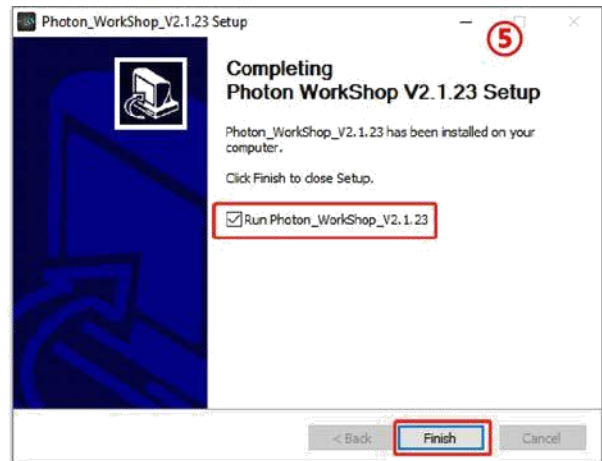 Photon_WorkShop_V2.1.23 Setup
⑤
Completing
Photon WorkShop V2.1.23 Setup
Photon_WorkShop_V2.1.23 has been installed on your
computer.
Click Finish to close Setup.
Run Photon_WorkShop_V2.1.23
< Back Finish Cancel